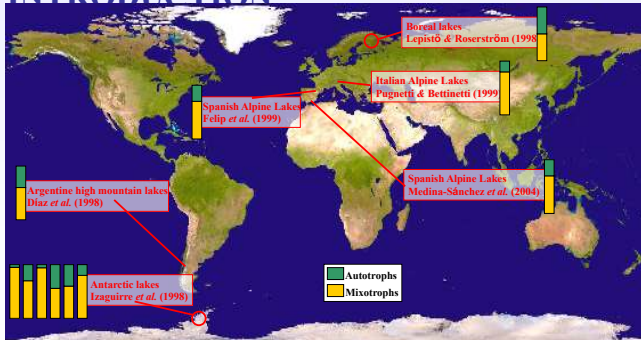 INTRODUCTION
Boreal lakes
Lepistö & Roserström (1998
Italian Alpine Lakes
Pugnetti & Bettinetti (1999
Spanish Alpine Lakes
Felip et al. (1999)
Spanish Alpine Lakes
Medina-Sánchez et al. (2004)
Argentine high mountain lakes
Diaz et al. (1998)
Antarctic lakes
Izaguirre et al. (1998)
Autotrophs
Mixotrophs